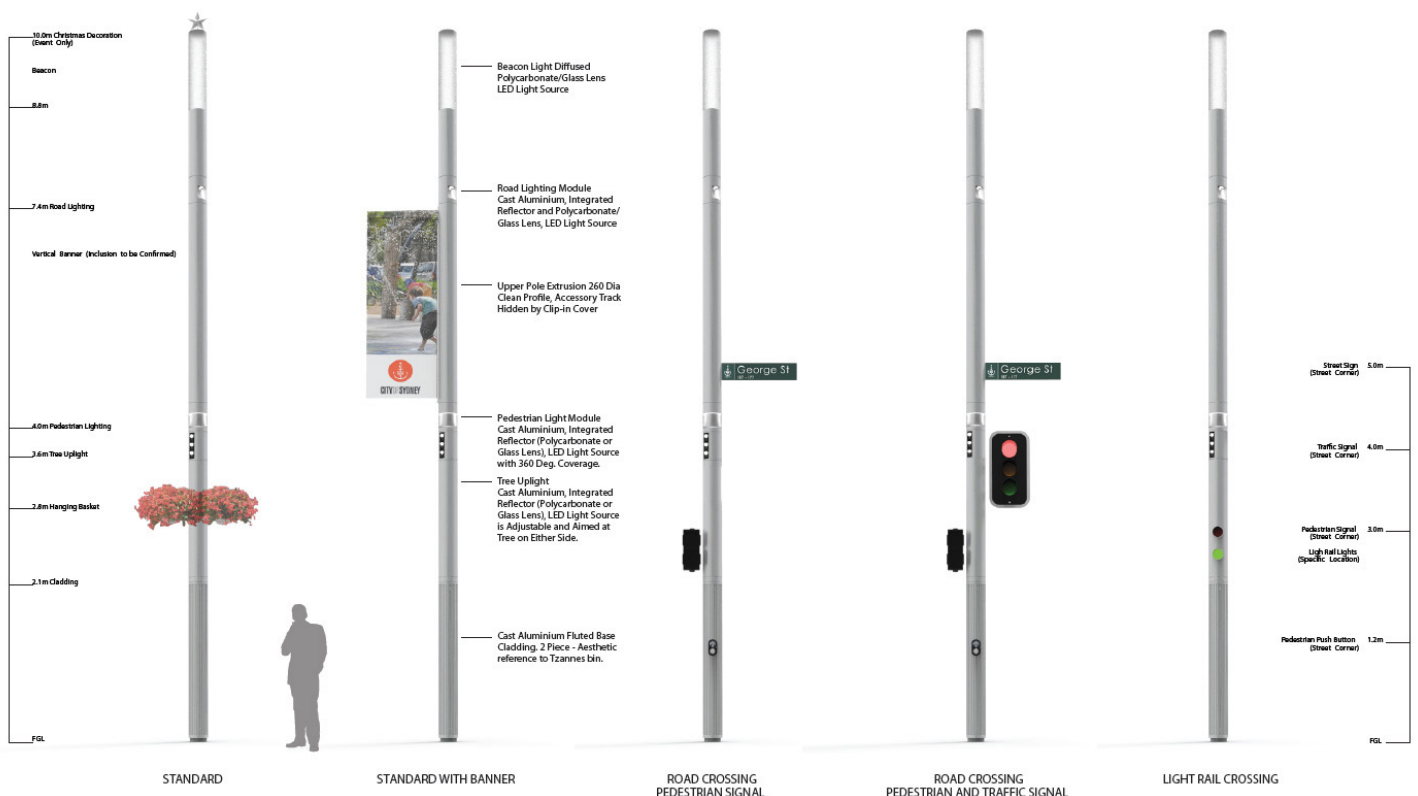 10.0m Christmas Decoration
(Event Only)
Beacon
8.8m
7.4m Road Lighting
Vertical Banner (Inclusion to be Confirmed)
4.0m Pedestrian Lighting
3.6m Tree Uplight
2.8m Hanging Basket
2.1m Cladding
FGL
STANDARD
CITY OF SYDNEY
STANDARD WITH BANNER
Beacon Light Diffused
Polycarbonate/Glass Lens
LED Light Source
Road Lighting Module
Cast Aluminium, Integrated
Reflector and Polycarbonate/
Glass Lens, LED Light Source
Upper Pole Extrusion 260 Dia
Clean Profile, Accessory Track
Hidden by Clip-in Cover
Pedestrian Light Module
Cast Aluminium, Integrated
Reflector (Polycarbonate or
Glass Lens), LED Light Source
with 360 Deg. Coverage.
Tree Uplight
Cast Aluminium, Integrated
Reflector (Polycarbonate or
Glass Lens), LED Light Source
is Adjustable and Aimed at
Tree on Either Side.
Cast Aluminium Fluted Base
Cladding. 2 Piece - Aesthetic
reference to Tzannes bin.
George St
ROAD CROSSING
PEDESTRIAN SIGNAL
George St
ROAD CROSSING
PEDESTRIAN AND TRAFFIC SIGNAL
LIGHT RAIL CROSSING
Street Sign 5.0m
(Street Corner)
Traffic Signal 4.0m
(Street Corner)
Pedestrian Signal 3.0m
(Street Corner)
Ligh Rail Lights
(Specific Location)
Pedestrian Push Button 1.2m
(Street Corner)
FGL